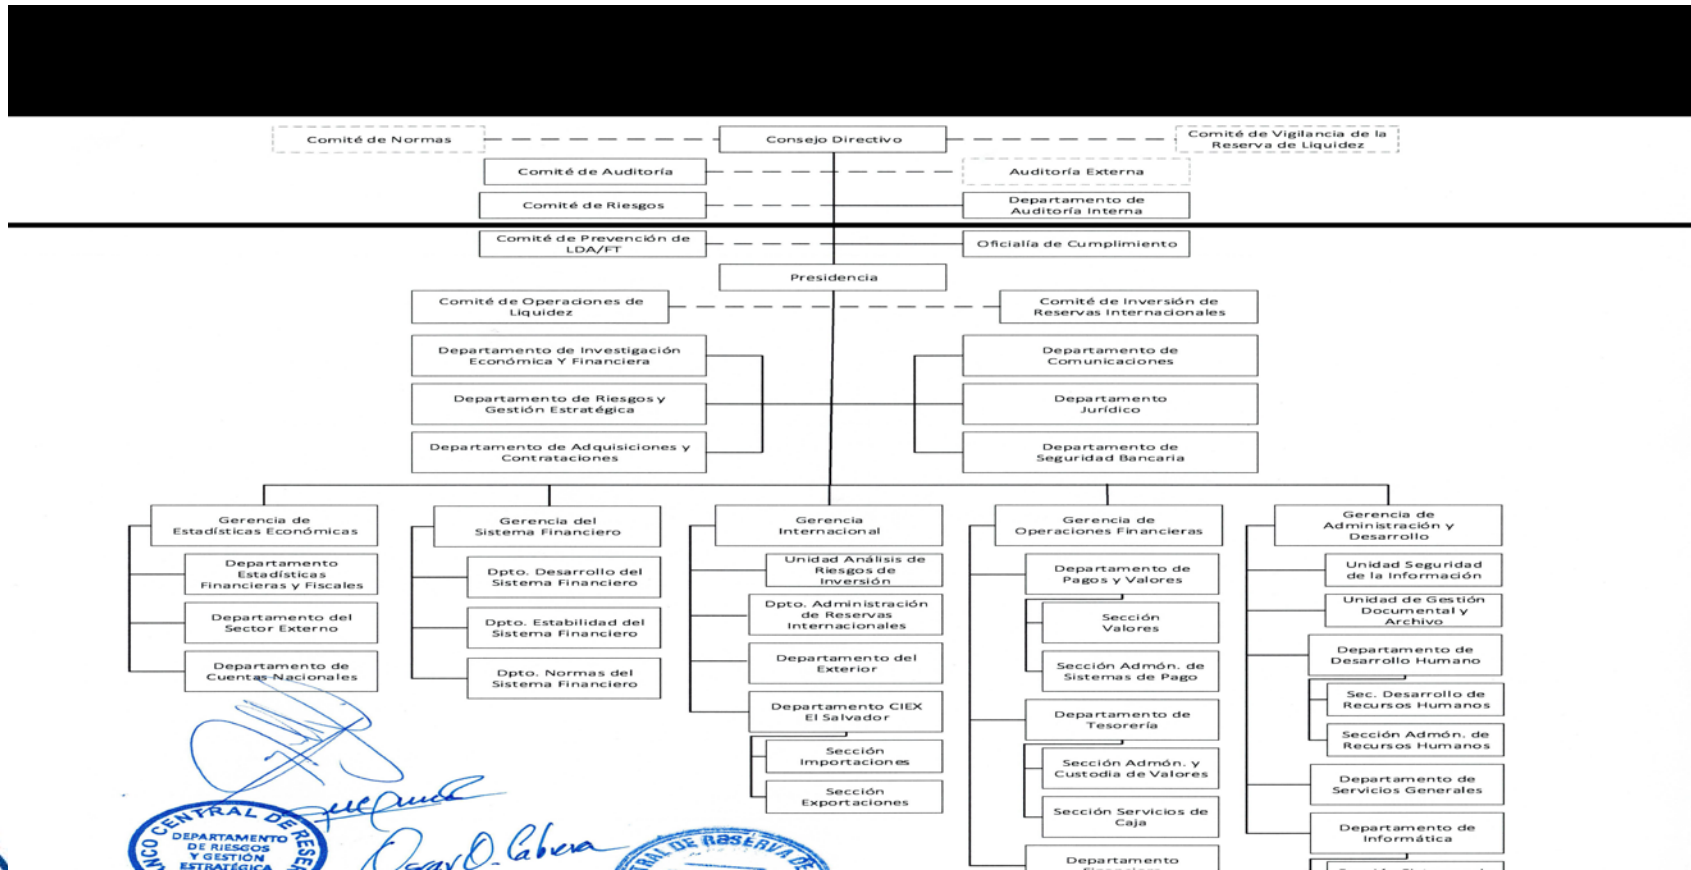 Comité de Normas
Consejo Directivo
Comité de Vigilancia de la
Reserva de Liquidez
Comité de Auditoría
Auditoría Externa
Comité de Riesgos
Departamento de
Auditoría Interna
Comité de Prevención de
LDA/FT
Oficialía de Cumplimiento
Presidencia
Comité de Operaciones de
Liquidez
Comité de Inversión de
Reservas Internacionales
Departamento de Investigación
Económica Y Financiera
Departamento de
Comunicaciones
Departamento de Riesgos y
Gestión Estratégica
Departamento
Jurídico
Departamento de Adquisiciones y
Contrataciones
Departamento de
Seguridad Bancaria
Gerencia de
Estadísticas Económicas
Departamento
Estadísticas
Financieras y Fiscales
Departamento del
Sector Externo
Departamento de
Cuentas Nacionales
Gerencia del
Sistema Financiero
Dpto. Desarrollo del
Sistema Financiero
Dpto. Estabilidad del
Sistema Financiero
Dpto. Normas del
Sistema Financiero
Gerencia
Internacional
Unidad Análisis de
Riesgos de
Inversión
Dpto. Administración
de Reservas
Internacionales
Departamento del
Exterior
Departamento CIEX
El Salvador
Sección
Importaciones
Sección
Exportaciones
Gerencia de
Operaciones Financieras
Departamento de
Pagos y Valores
Sección
Valores
Sección Admón. de
Sistemas de Pago
Departamento de
Tesorería
Sección Admón. y
Custodia de Valores
Sección Servicios de
Caja
Departamento
Gerencia de
Administración y
Desarrollo
Unidad Seguridad
de la Información
Unidad de Gestión
Documental y
Archivo
Departamento de
Desarrollo Humano
Sec. Desarrollo de
Recursos Humanos
Sección Admón. de
Recursos Humanos
Departamento de
Servicios Generales
Departamento de
Informática
CENTRAL DE
DEPARTAMENTO
DE RIESGOS
Y GESTIÓN
ESTRATÉGICA
Oscar O. Cabrera
DE RESERVA DE